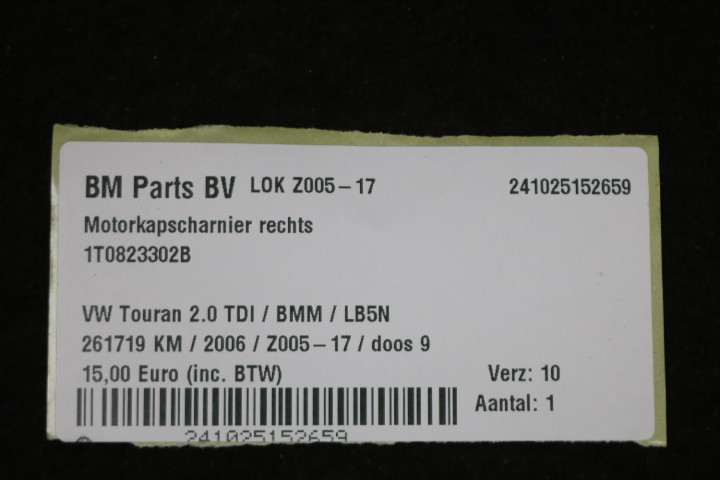 BM Parts BV LOK Z005-17 241025152659
Motorkapscharnier rechts
1T0823302B
VW Touran 2.0 TDI / BMM / LB5N
261719 KM / 2006 / Z005-17 / doos 9
15,00 Euro (inc. BTW) Verz: 10
Aantal: 1
241025152659